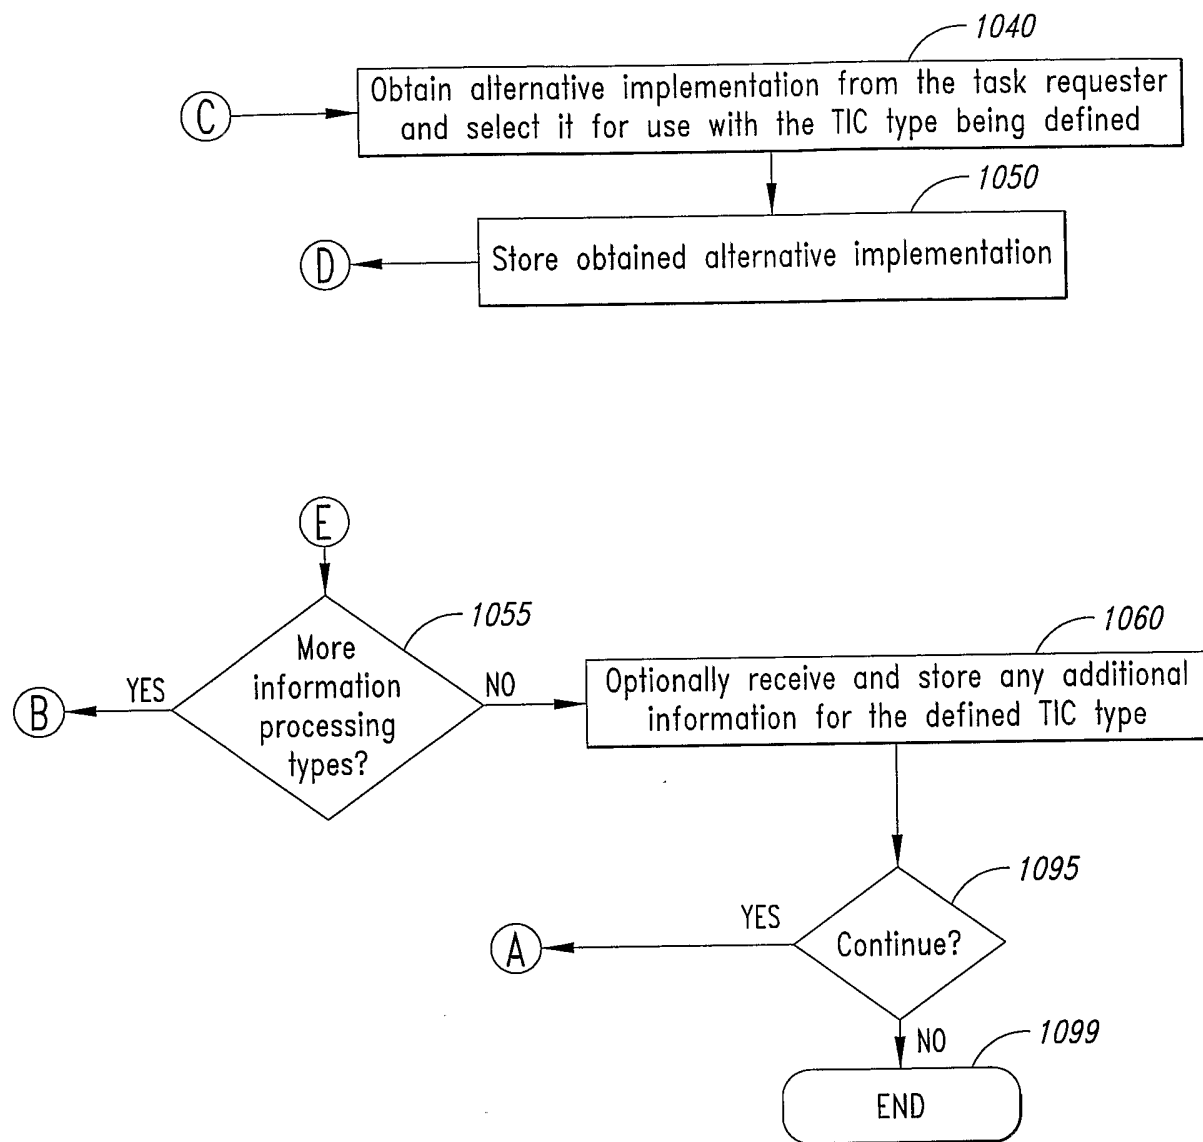 1040
Obtain alternative implementation from the task requester
and select it for use with the TIC type being defined
C
1050
Store obtained alternative implementation
D
E
1055
More
information
processing
types?
YES
B
NO
1060
Optionally receive and store any additional
information for the defined TIC type
1095
Continue?
YES
A
NO
1099
END